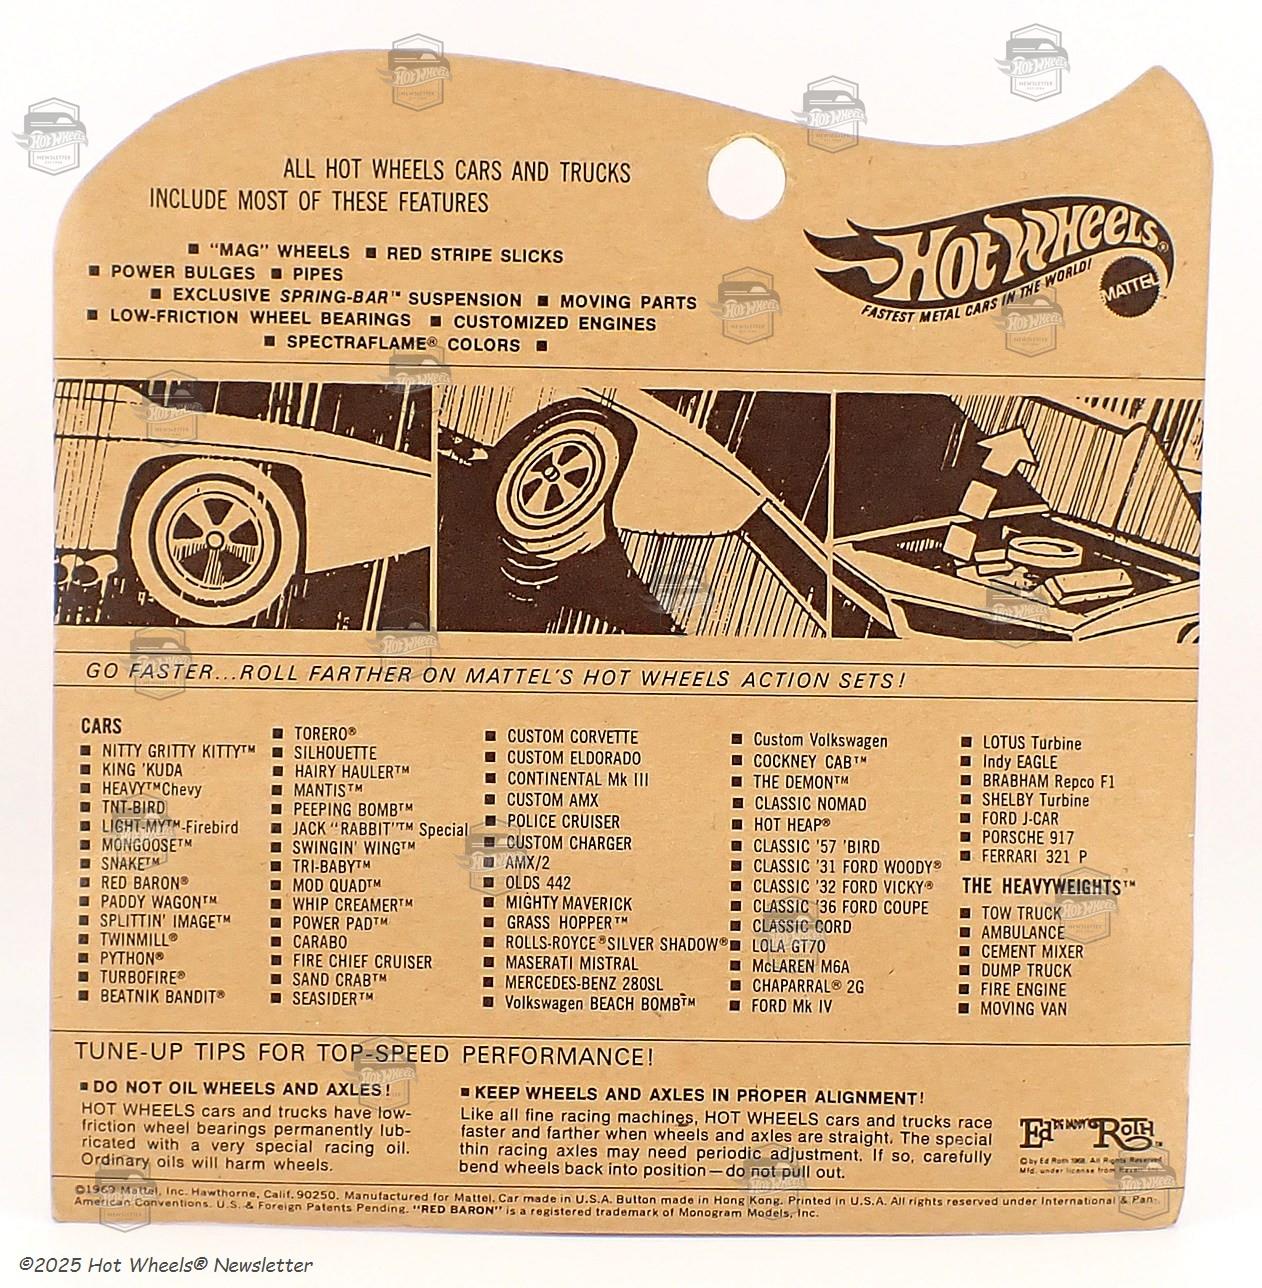 ALL HOT WHEELS CARS AND TRUCKS
INCLUDE MOST OF THESE FEATURES
■ "MAG" WHEELS ■ RED STRIPE SLICKS
■ POWER BULGES ■ PIPES
■ EXCLUSIVE SPRING-BAR™ SUSPENSION ■ MOVING PARTS
■ LOW-FRICTION WHEEL BEARINGS ■ CUSTOMIZED ENGINES
■ SPECTRAFLAME® COLORS ■
HOT WHEELS®
FASTEST METAL CARS IN THE WORLD!
MATTEL
GO FASTER...ROLL FARTHER ON MATTEL'S HOT WHEELS ACTION SETS!
CARS
■ NITTY GRITTY KITTY™
■ KING 'KUDA
■ HEAVY™Chevy
■ TNT-BIRD
■ LIGHT-MY™-Firebird
■ MONGOOSE™
■ SNAKE™
■ RED BARON®
■ PADDY WAGON™
■ SPLITTIN' IMAGE™
■ TWINMILL®
■ PYTHON®
■ TURBOFIRE®
■ BEATNIK BANDIT®
■ TORERO®
■ SILHOUETTE
■ HAIRY HAULER™
■ MANTIS™
■ PEEPING BOMB™
■ JACK "RABBIT"™ Special
■ SWINGIN' WING™
■ TRI-BABY™
■ MOD QUAD™
■ WHIP CREAMER™
■ POWER PAD™
■ CARABO
■ FIRE CHIEF CRUISER
■ SAND CRAB™
■ SEASIDER™
■ CUSTOM CORVETTE
■ CUSTOM ELDORADO
■ CONTINENTAL Mk III
■ CUSTOM AMX
■ POLICE CRUISER
■ CUSTOM CHARGER
■ AMX/2
■ OLDS 442
■ MIGHTY MAVERICK
■ GRASS HOPPER™
■ ROLLS-ROYCE®SILVER SHADOW®
■ MASERATI MISTRAL
■ MERCEDES-BENZ 280SL
■ Volkswagen BEACH BOMB™
■ Custom Volkswagen
■ COCKNEY CAB™
■ THE DEMON™
■ CLASSIC NOMAD
■ HOT HEAP®
■ CLASSIC '57 'BIRD
■ CLASSIC '31 FORD WOODY®
■ CLASSIC '32 FORD VICKY®
■ CLASSIC '36 FORD COUPE
■ CLASSIC CORD
■ LOLA GT70
■ McLAREN M6A
■ CHAPARRAL® 2G
■ FORD Mk IV
■ LOTUS Turbine
■ Indy EAGLE
■ BRABHAM Repco F1
■ SHELBY Turbine
■ FORD J-CAR
■ PORSCHE 917
■ FERRARI 321 P
THE HEAVYWEIGHTS™
■ TOW TRUCK
■ AMBULANCE
■ CEMENT MIXER
■ DUMP TRUCK
■ FIRE ENGINE
■ MOVING VAN
TUNE-UP TIPS FOR TOP-SPEED PERFORMANCE!
■ DO NOT OIL WHEELS AND AXLES!
HOT WHEELS cars and trucks have low-
friction wheel bearings permanently lub-
ricated with a very special racing oil.
Ordinary oils will harm wheels.
■ KEEP WHEELS AND AXLES IN PROPER ALIGNMENT!
Like all fine racing machines, HOT WHEELS cars and trucks race
faster and farther when wheels and axles are straight. The special
thin racing axles may need periodic adjustment. If so, carefully
bend wheels back into position—do not pull out.
Ed "BIG DADDY" ROTH™
© by Ed Roth 1968. All Rights Reserved
Mfd. under license from
©1969 Mattel, Inc. Hawthorne, Calif. 90250. Manufactured for Mattel. Car made in U.S.A. Button made in Hong Kong. Printed in U.S.A. All rights reserved under International & Pan-
American Conventions. U.S. & Foreign Patents Pending. "RED BARON" is a registered trademark of Monogram Models, Inc.
©2025 Hot Wheels® Newsletter